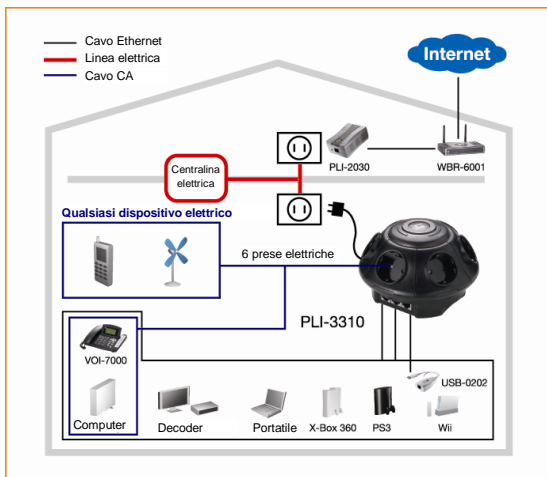 Cavo Ethernet
Linea elettrica
Cavo CA
Internet
PLI-2030
WBR-6001
Centralina
elettrica
Qualsiasi dispositivo elettrico
6 prese elettriche
PLI-3310
VOI-7000
USB-0202
Computer
Decoder
Portatile
X-Box 360
PS3
Wii